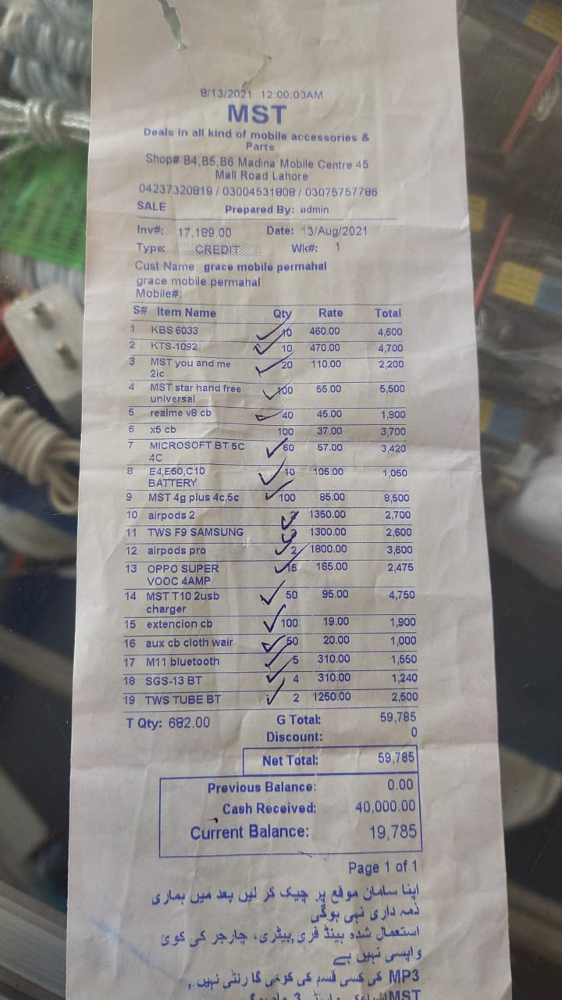 8/13/2021 12:00:00AM
MST
Deals in all kind of mobile accessories &
Parts
Shop# B4,B5,B6 Madina Mobile Centre 45
Mall Road Lahore
04237320819 / 03004531808 / 03075757786
SALE Prepared By: admin
Inv#: 17,189.00 Date: 13/Aug/2021
Type: CREDIT Wk#: 1
Cust Name: grace mobile permahal
grace mobile permahal
Mobile#:
S# Item Name Qty Rate Total
1 KBS 6033 10 460.00 4,600
2 KTS-1092 10 470.00 4,700
3 MST you and me 20 110.00 2,200
2ic
4 MST star hand free 100 55.00 5,500
universal
5 realme v8 cb 40 45.00 1,800
6 x5 cb 100 37.00 3,700
7 MICROSOFT BT 5C 60 57.00 3,420
4C
8 E4,E50,C10 10 105.00 1,050
BATTERY
9 MST 4g plus 4c,5c 100 85.00 8,500
10 airpods 2 2 1350.00 2,700
11 TWS F9 SAMSUNG 2 1300.00 2,600
12 airpods pro 2 1800.00 3,600
13 OPPO SUPER 15 165.00 2,475
VOOC 4AMP
14 MST T10 2usb 50 95.00 4,750
charger
15 extencion cb 100 19.00 1,900
16 aux cb cloth wair 50 20.00 1,000
17 M11 bluetooth 5 310.00 1,550
18 SGS-13 BT 4 310.00 1,240
19 TWS TUBE BT 2 1250.00 2,500
T Qty: 682.00 G Total: 59,785
Discount: 0
Net Total: 59,785
Previous Balance: 0.00
Cash Received: 40,000.00
Current Balance: 19,785
Page 1 of 1
اپنا سامان موقع پر چیک کر لیں بعد میں ہماری
ذمہ داری نہی ہوگی
استعمال شدہ ہینڈ فری,بیٹری، چارجر کی کوئ
واپسی نہیں ہے
MP3 کی کسی قسم کی کوئی گارنٹی نہیں ,
MST